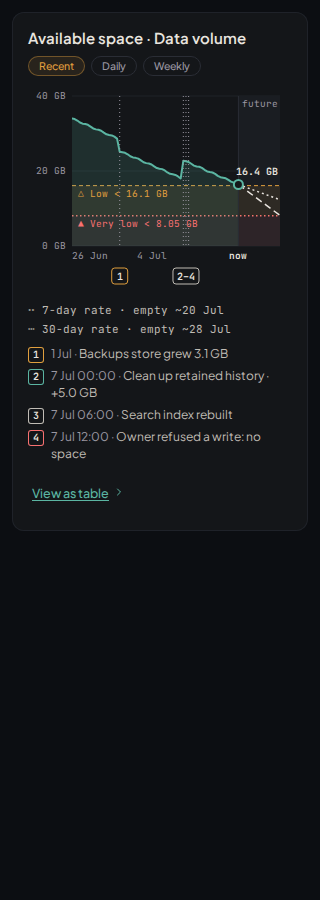 Available space · Data volume
Recent Daily Weekly
40 GB
future
20 GB
16.4 GB
△ Low < 16.1 GB
▲ Very low < 8.05 GB
0 GB
26 Jun 4 Jul now
1 2–4
7-day rate · empty ~20 Jul
30-day rate · empty ~28 Jul
1 1 Jul · Backups store grew 3.1 GB
2 7 Jul 00:00 · Clean up retained history ·
+5.0 GB
3 7 Jul 06:00 · Search index rebuilt
4 7 Jul 12:00 · Owner refused a write: no
space
View as table